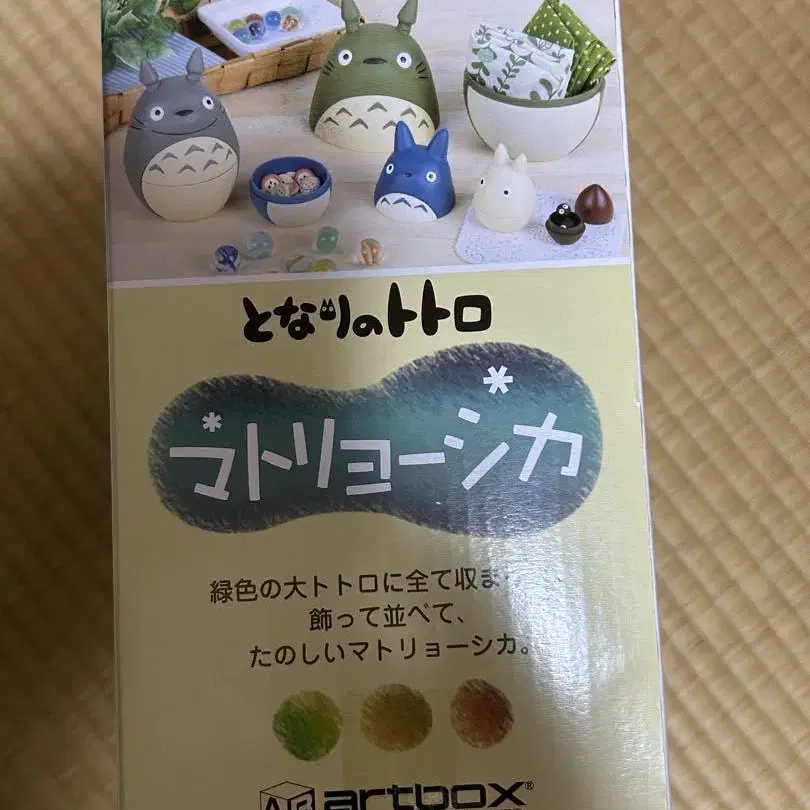 となりのトトロ
マトリョーシカ
緑色の大トトロに全て収ま
飾って並べて、
たのしいマトリョーシカ。
artbox®